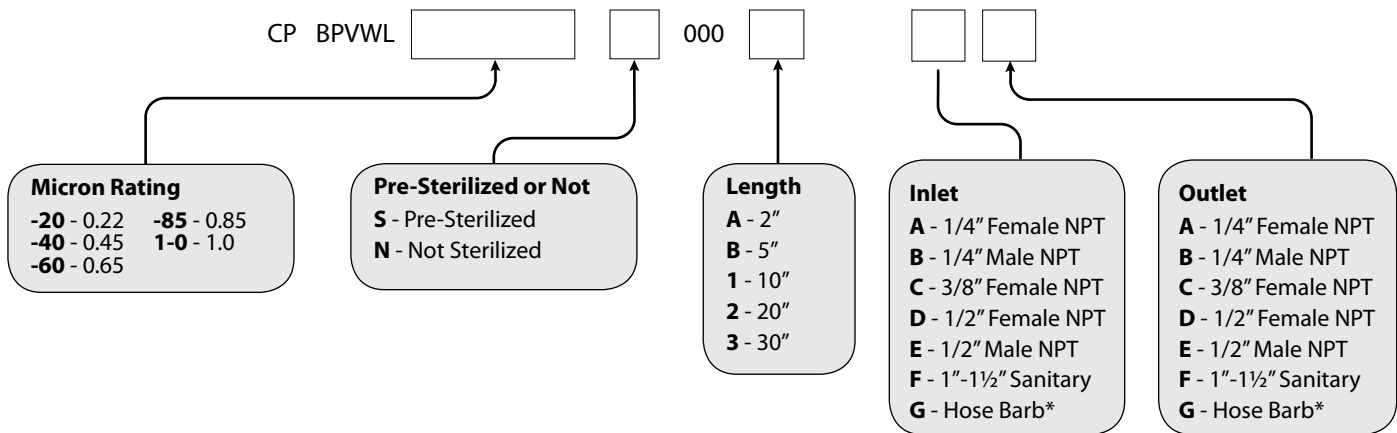 CP BPVWL 000
Micron Rating
-20 - 0.22 -85 - 0.85
-40 - 0.45 1-0 - 1.0
-60 - 0.65
Pre-Sterilized or Not
S - Pre-Sterilized
N - Not Sterilized
Length
A - 2”
B - 5”
1 - 10”
2 - 20”
3 - 30”
Inlet
A - 1/4” Female NPT
B - 1/4” Male NPT
C - 3/8” Female NPT
D - 1/2” Female NPT
E - 1/2” Male NPT
F - 1”-1½” Sanitary
G - Hose Barb*
Outlet
A - 1/4” Female NPT
B - 1/4” Male NPT
C - 3/8” Female NPT
D - 1/2” Female NPT
E - 1/2” Male NPT
F - 1”-1½” Sanitary
G - Hose Barb*